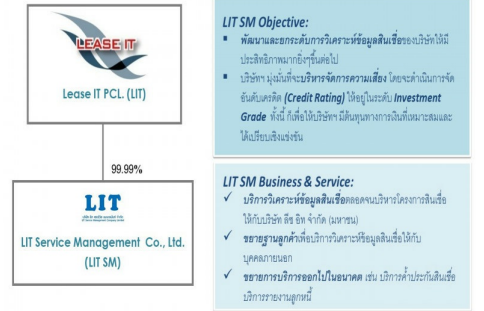 LEASE IT
Lease IT PCL. (LIT)
99.99%
LIT
LIT Service Management Co., Ltd.
(LIT SM)
LIT SM Objective:
▪ พัฒนาและยกระดับการวิเคราะห์ข้อมูลสินเชื่อของบริษัทให้มี
ประสิทธิภาพมากยิ่งๆขึ้นต่อไป
▪ บริษัทฯ มุ่งมั่นที่จะบริหารจัดการความเสี่ยง โดยจะดำเนินการจัด
อันดับเครดิต (Credit Rating) ให้อยู่ในระดับ Investment
Grade ทั้งนี้ ก็เพื่อให้บริษัทฯ มีต้นทุนทางการเงินที่เหมาะสมและ
ได้เปรียบเชิงแข่งขัน
LIT SM Business & Service:
✓ บริการวิเคราะห์ข้อมูลสินเชื่อตลอดจนบริหารโครงการสินเชื่อ
ให้กับบริษัท ลีซ อิท จำกัด (มหาชน)
✓ ขยายฐานลูกค้าเพื่อบริการวิเคราะห์ข้อมูลสินเชื่อให้กับ
บุคคลภายนอก
✓ ขยายการบริการออกไปในอนาคต เช่น บริการค้ำประกันสินเชื่อ
บริการรายงานลูกหนี้